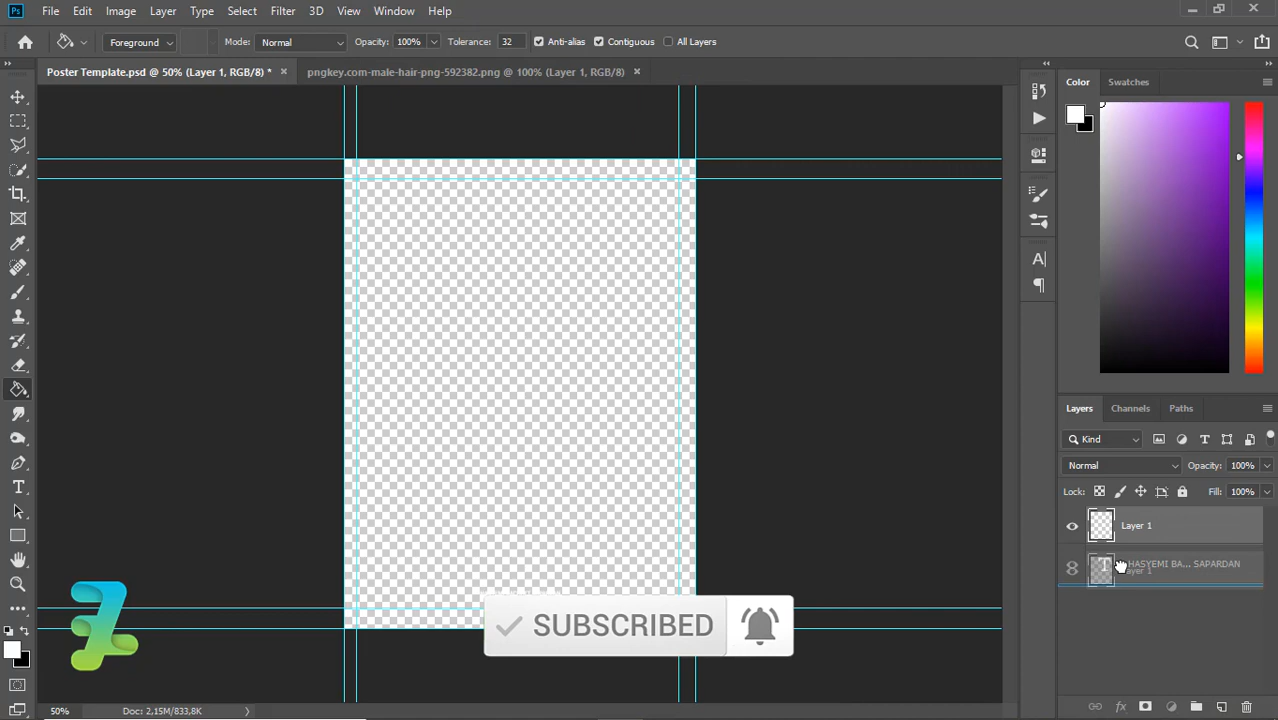 File Edit Image Layer Type Select Filter 3D View Window Help
Foreground Mode: Normal Opacity: 100% Tolerance: 32 Anti-alias Contiguous All Layers
Poster Template.psd @ 50% (Layer 1, RGB/8) * pngkey.com-male-hair-png-592382.png @ 100% (Layer 1, RGB/8)
Color Swatches
Layers Channels Paths
Kind
Normal Opacity: 100%
Lock: Fill: 100%
Layer 1
HASYEMI BA... SAPARDAN
Layer 1
SUBSCRIBED
50% Doc: 2,15M/833,8K